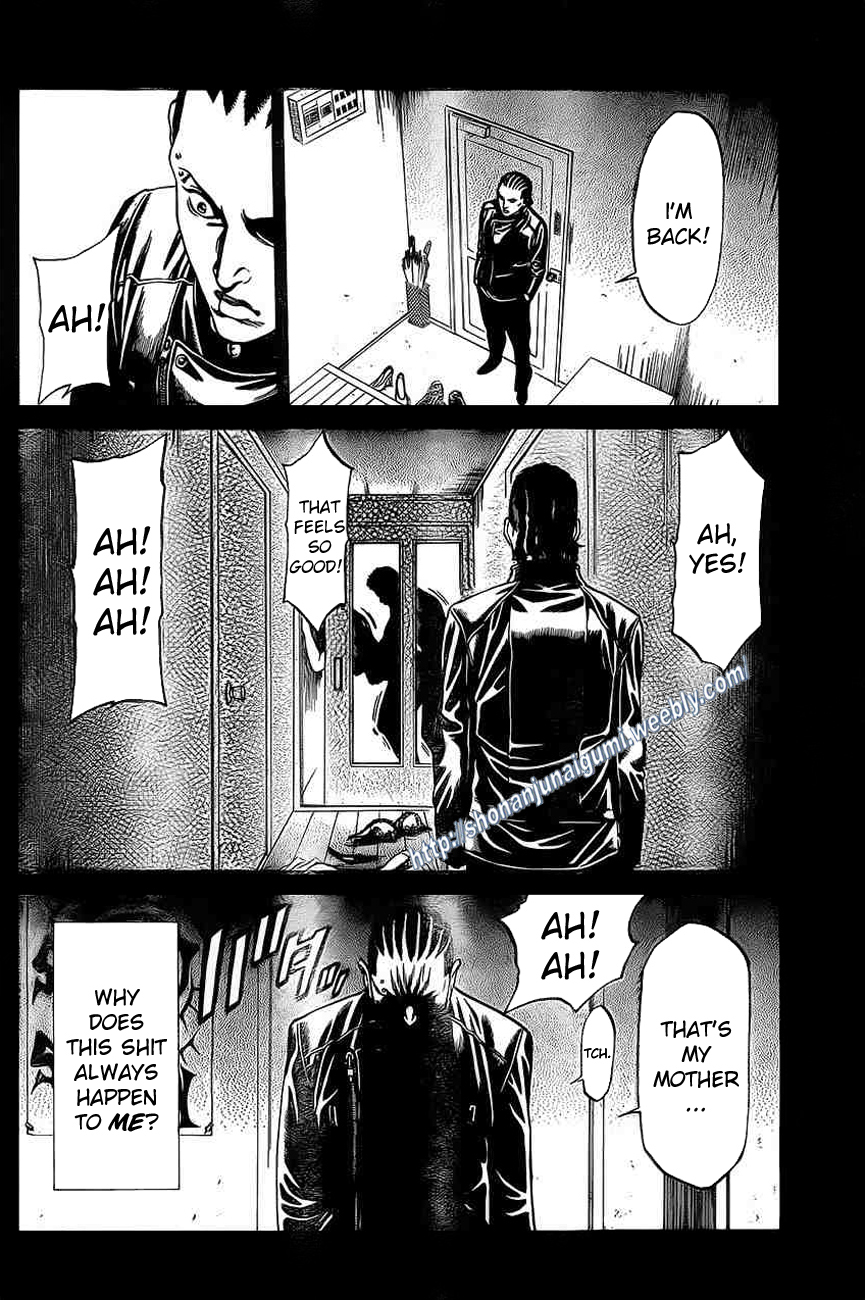 I'M
BACK!
AH!
AH,
YES!
THAT
FEELS
SO
GOOD!
AH!
AH!
AH!
http://shonanjunaigumi.weebly.com/
THAT'S
MY
MOTHER
...
AH!
AH!
TCH.
WHY
DOES
THIS SHIT
ALWAYS
HAPPEN
TO ME?